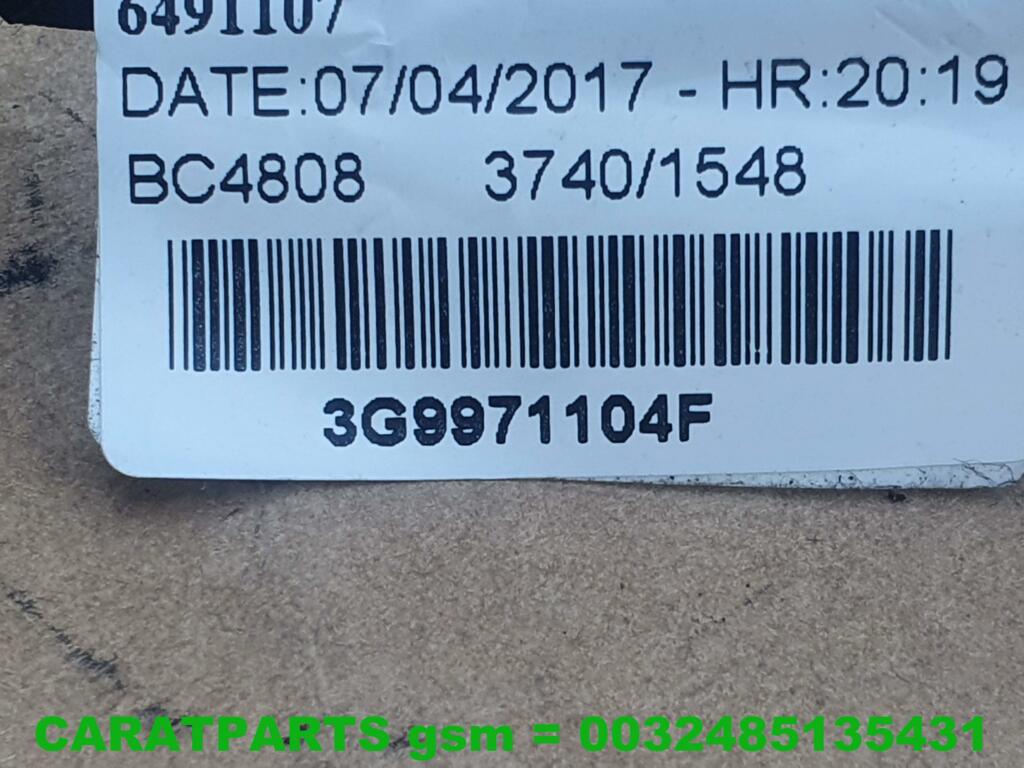 6491107
DATE:07/04/2017 - HR:20:19
BC4808 3740/1548
3G9971104F
CARATPARTS gsm = 0032485135431